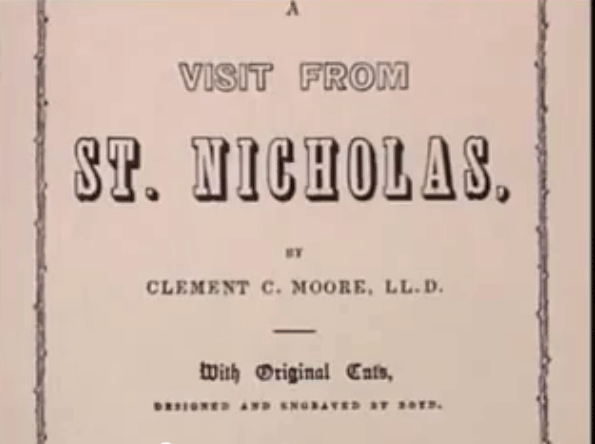 A
VISIT FROM
ST. NICHOLAS,
BY
CLEMENT C. MOORE, LL.D.
With Original Cuts,
DESIGNED AND ENGRAVED BY BOYD.